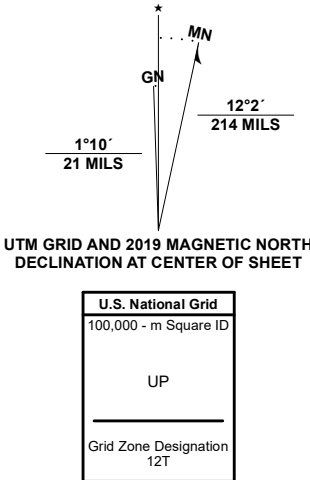 ★
MN
GN
12°2´
214 MILS
1°10´
21 MILS
UTM GRID AND 2019 MAGNETIC NORTH
DECLINATION AT CENTER OF SHEET
U.S. National Grid
100,000 - m Square ID
UP
Grid Zone Designation
12T